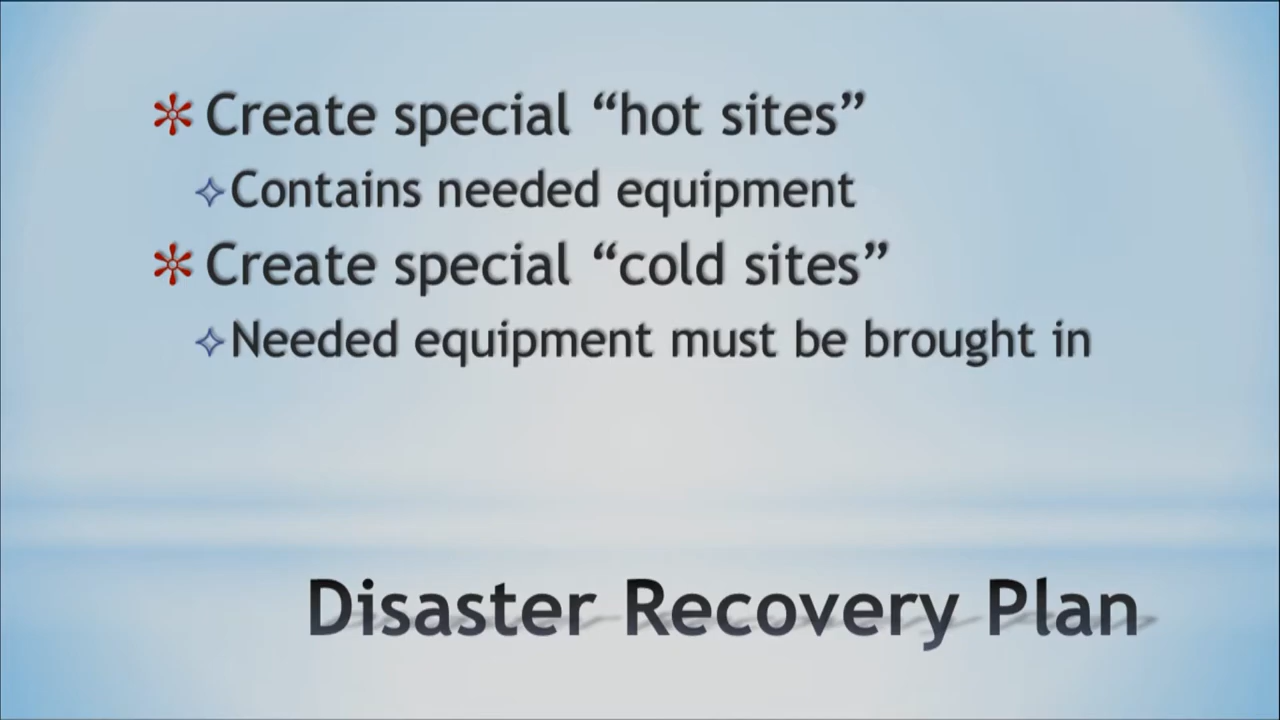 Create special “hot sites”
Contains needed equipment
Create special “cold sites”
Needed equipment must be brought in
Disaster Recovery Plan